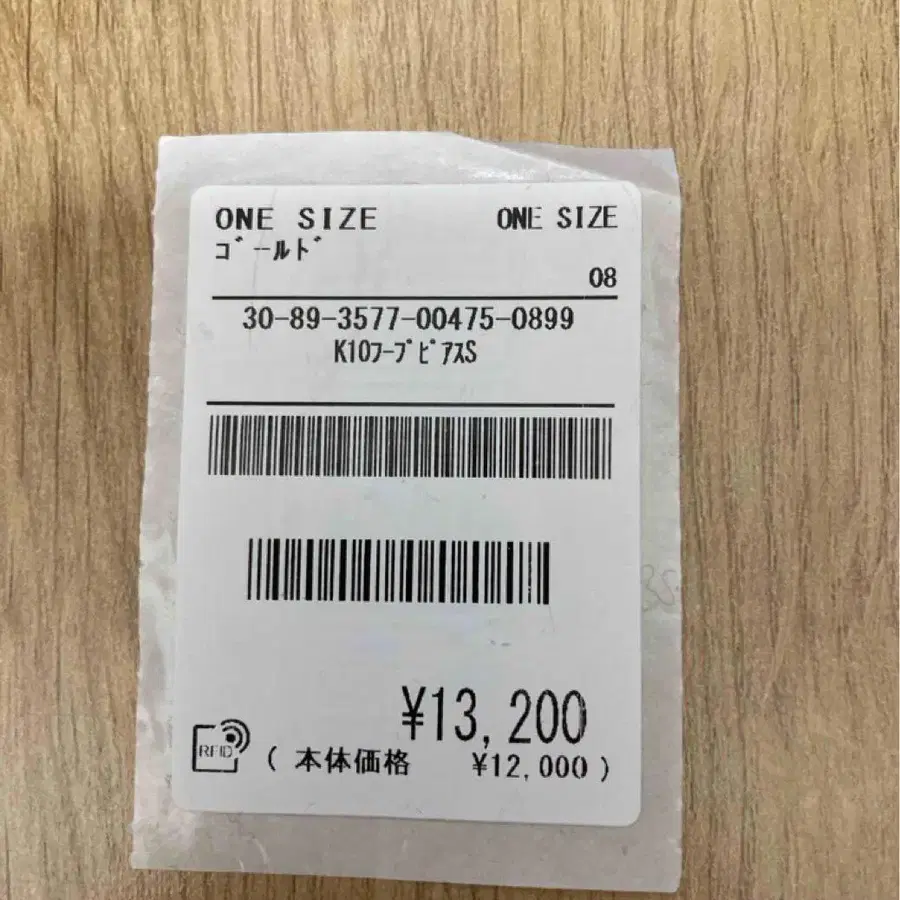 ONE SIZE ONE SIZE
ｺﾞｰﾙﾄﾞ
08
30-89-3577-00475-0899
K10ﾌｰﾌﾟﾋﾟｱｽS
¥13,200
RFID
( 本体価格 ¥12,000 )